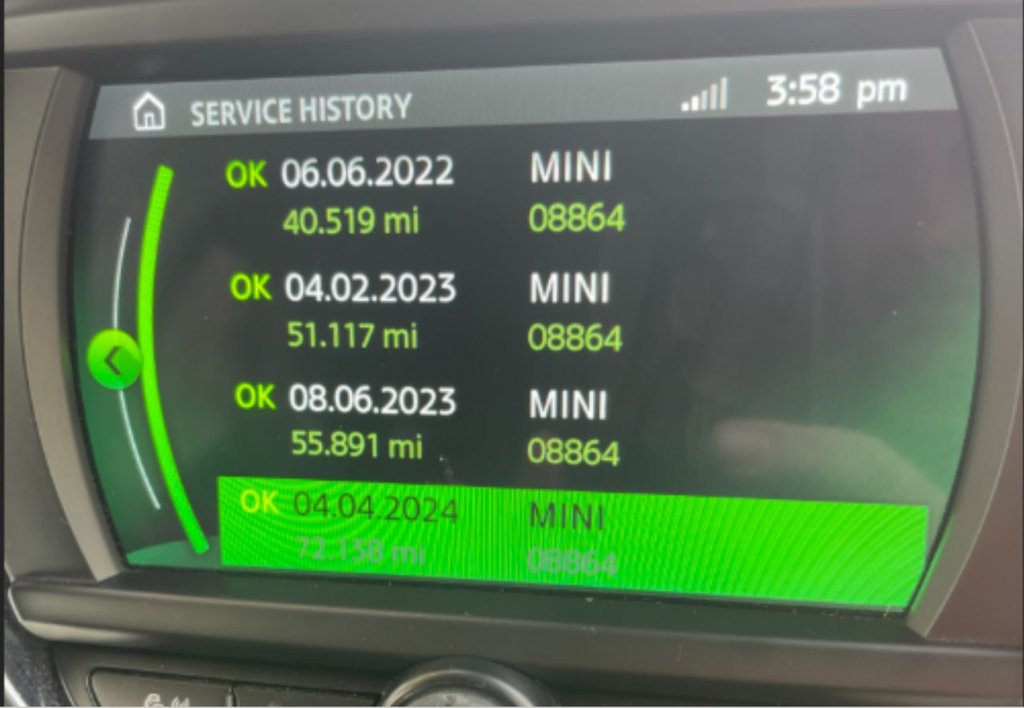 SERVICE HISTORY 3:58 pm
OK 06.06.2022 MINI
40.519 mi 08864
OK 04.02.2023 MINI
51.117 mi 08864
OK 08.06.2023 MINI
55.891 mi 08864
OK 04.04.2024 MINI
72.138 mi 08864